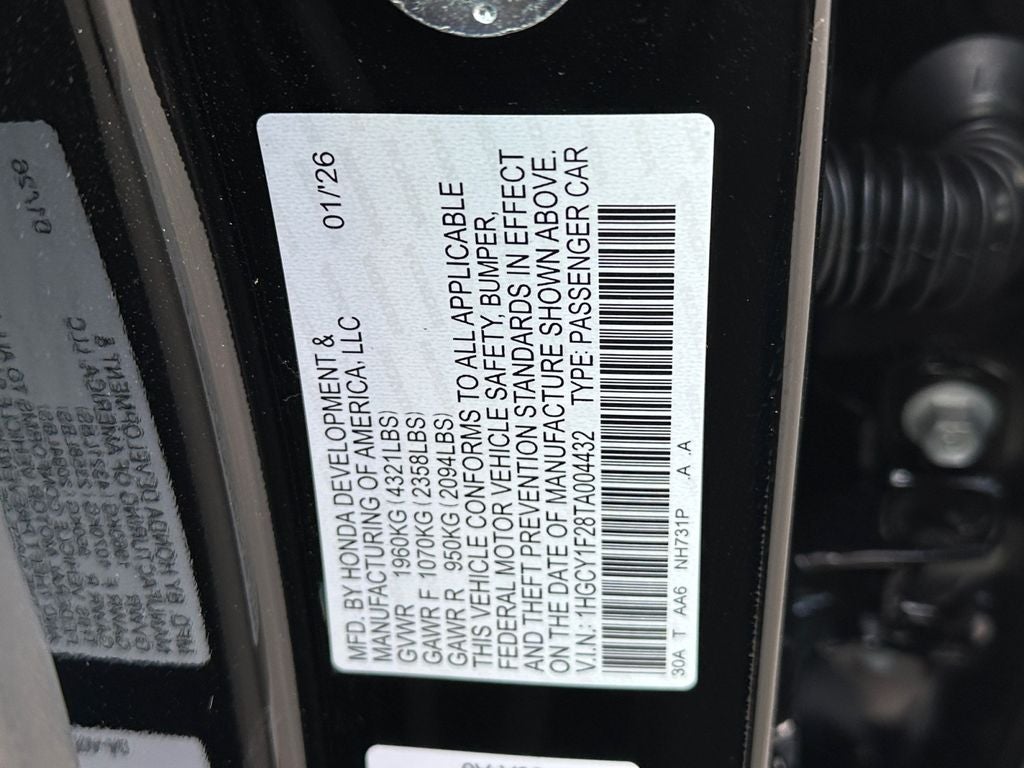 MFD. BY HONDA DEVELOPMENT &
MANUFACTURING OF AMERICA, LLC 01/'26
GVWR 1960KG (4321LBS)
GAWR F 1070KG (2358LBS)
GAWR R 950KG (2094LBS)
THIS VEHICLE CONFORMS TO ALL APPLICABLE
FEDERAL MOTOR VEHICLE SAFETY, BUMPER,
AND THEFT PREVENTION STANDARDS IN EFFECT
ON THE DATE OF MANUFACTURE SHOWN ABOVE.
V.I.N: 1HGCY1F28TA004432 TYPE: PASSENGER CAR
30A T AA6 NH731P .A .A